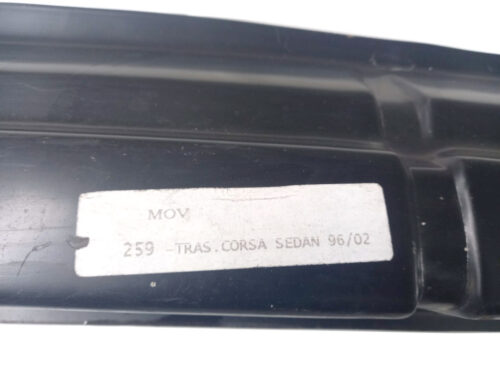 MOV
259 -TRAS.CORSA SEDAN 96/02